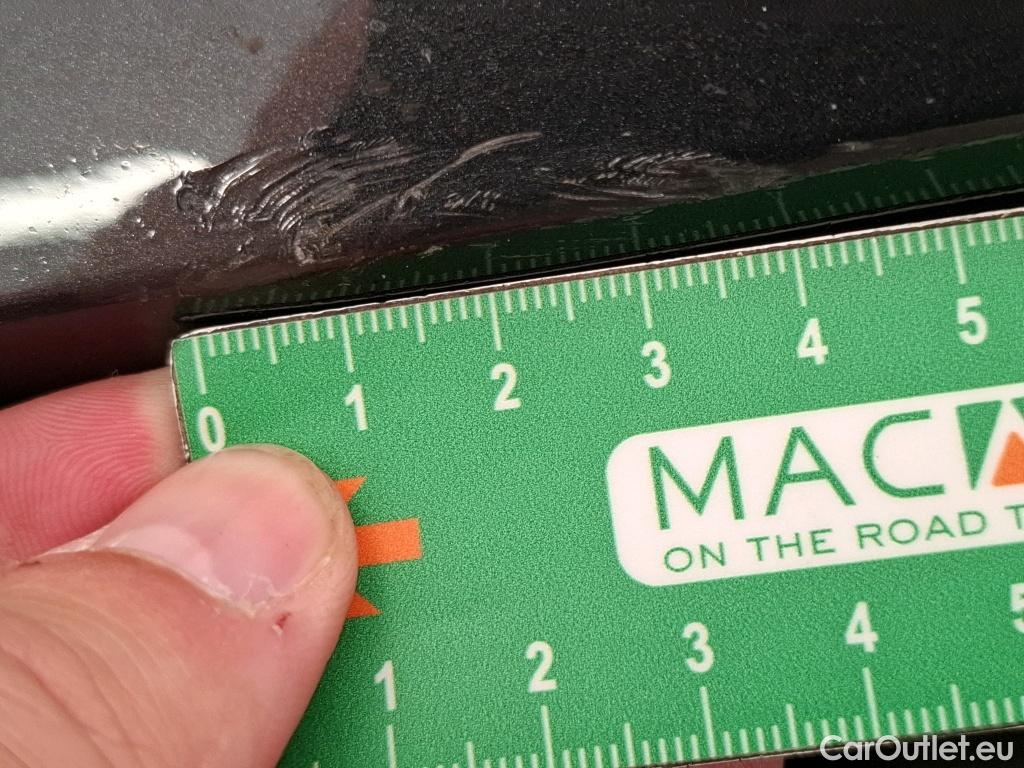 0 1 2 3 4 5
MAC
ON THE ROAD T
1 2 3 4 5
CarOutlet.eu